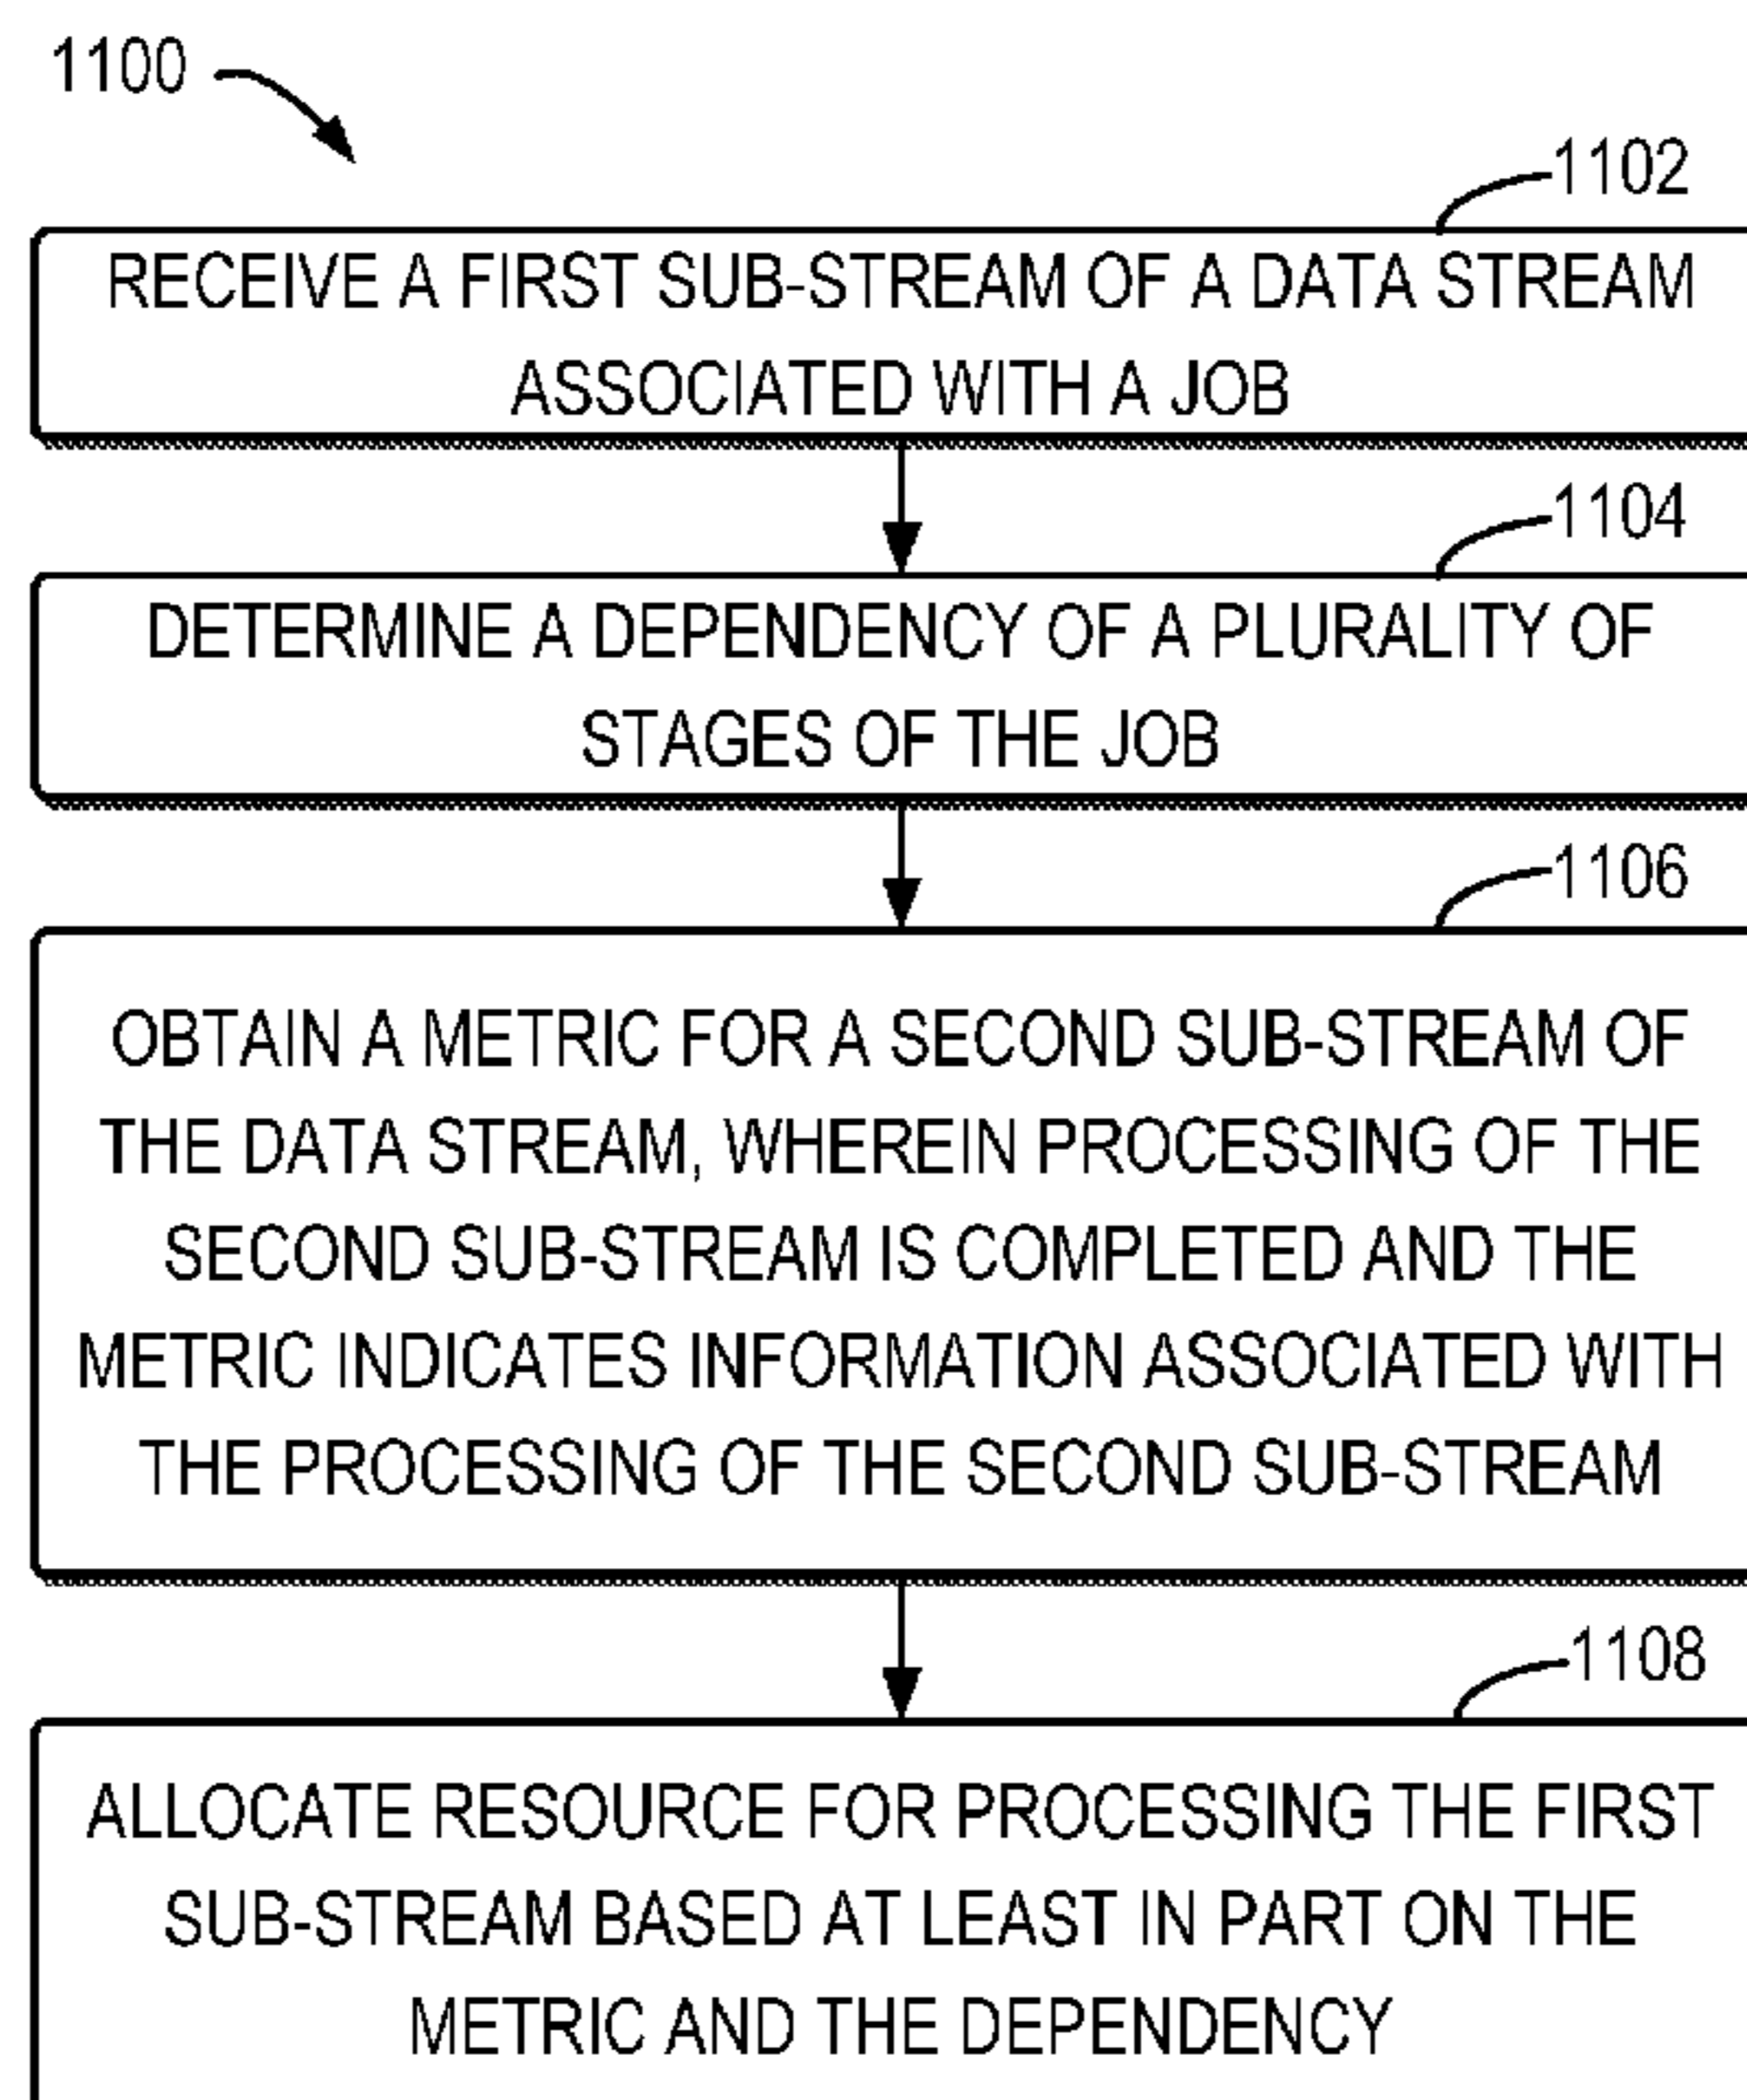 1100
1102
RECEIVE A FIRST SUB-STREAM OF A DATA STREAM
ASSOCIATED WITH A JOB
1104
DETERMINE A DEPENDENCY OF A PLURALITY OF
STAGES OF THE JOB
1106
OBTAIN A METRIC FOR A SECOND SUB-STREAM OF
THE DATA STREAM, WHEREIN PROCESSING OF THE
SECOND SUB-STREAM IS COMPLETED AND THE
METRIC INDICATES INFORMATION ASSOCIATED WITH
THE PROCESSING OF THE SECOND SUB-STREAM
1108
ALLOCATE RESOURCE FOR PROCESSING THE FIRST
SUB-STREAM BASED AT LEAST IN PART ON THE
METRIC AND THE DEPENDENCY